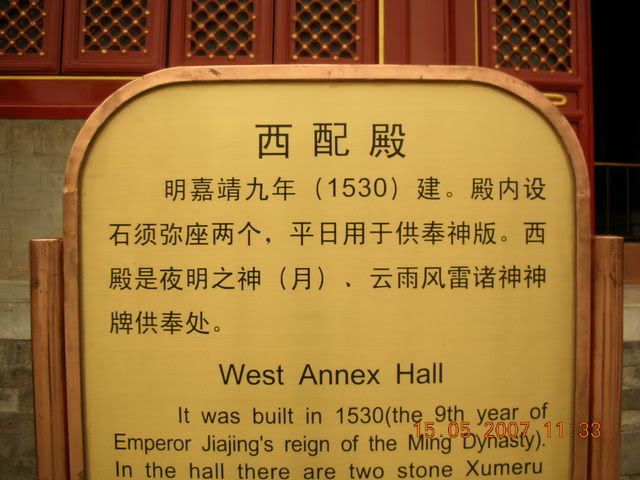 西配殿
明嘉靖九年（1530）建。殿内设
石须弥座两个，平日用于供奉神版。西
殿是夜明之神（月）、云雨风雷诸神神
牌供奉处。
West Annex Hall
It was built in 1530(the 9th year of
Emperor Jiajing's reign of the Ming Dynasty).
In the hall there are two stone Xumeru
15.05.2007 11:33